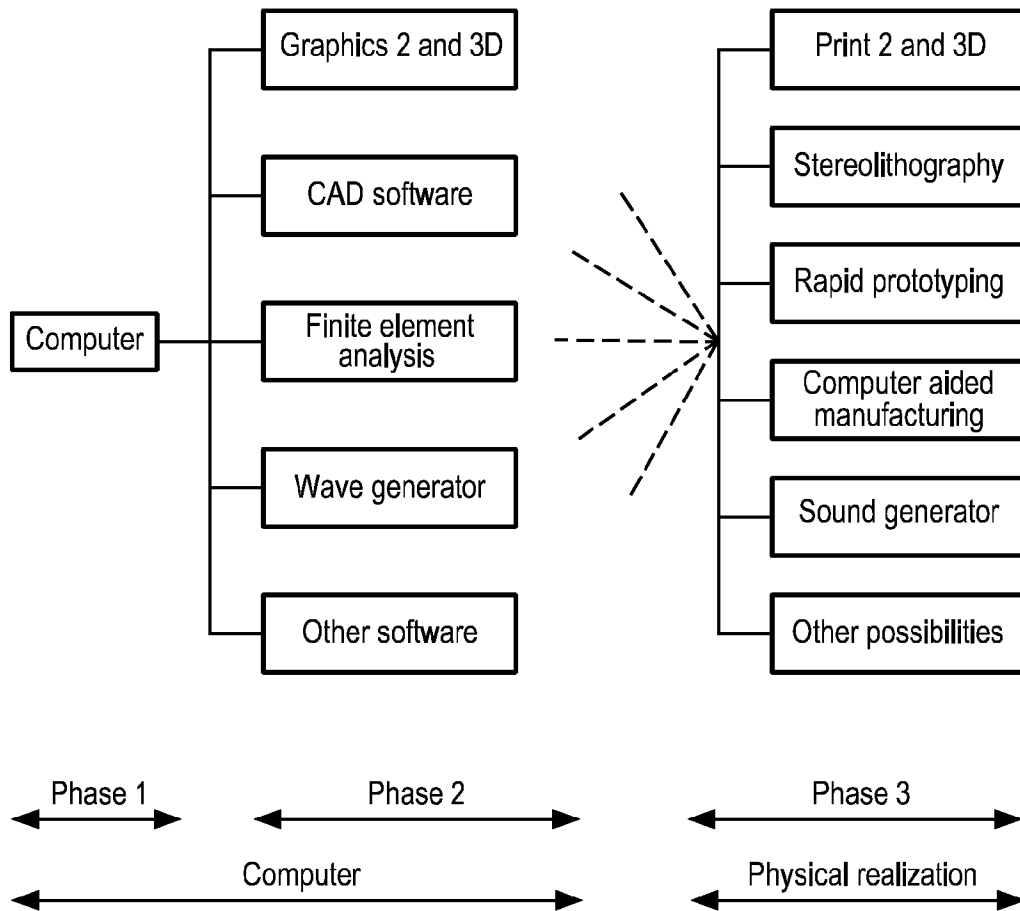 Graphics 2 and 3D
CAD software
Computer
Finite element
analysis
Wave generator
Other software
Print 2 and 3D
Stereolithography
Rapid prototyping
Computer aided
manufacturing
Sound generator
Other possibilities
Phase 1
Phase 2
Phase 3
Computer
Physical realization